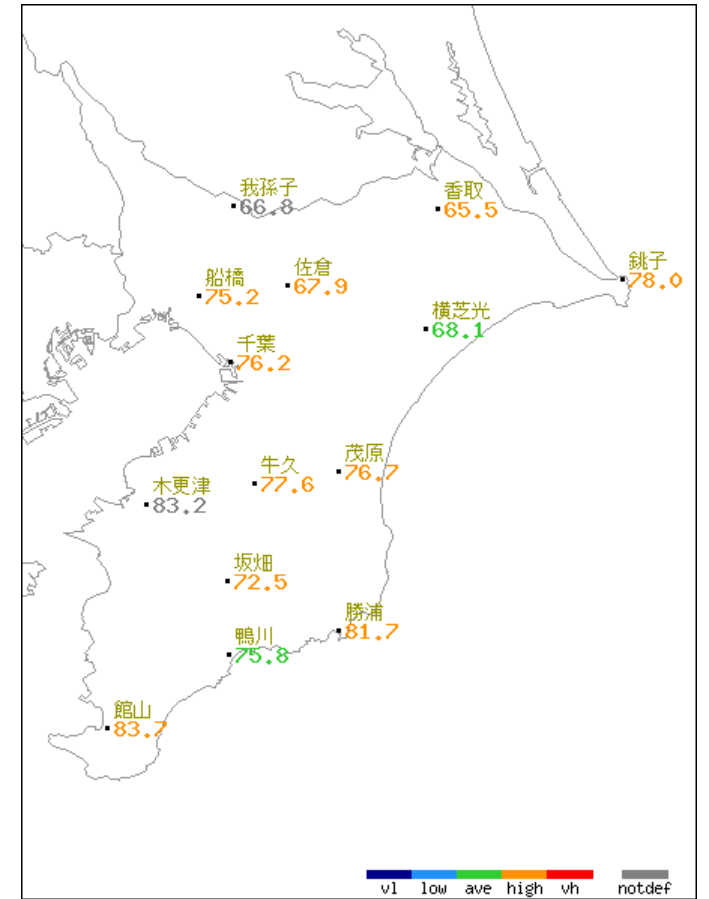 我孫子
66.8
香取
65.5
銚子
78.0
船橋
75.2
佐倉
67.9
横芝光
68.1
千葉
76.2
茂原
76.7
牛久
77.6
木更津
83.2
坂畑
72.5
勝浦
81.7
鴨川
75.8
館山
83.7
vl low ave high vh notdef